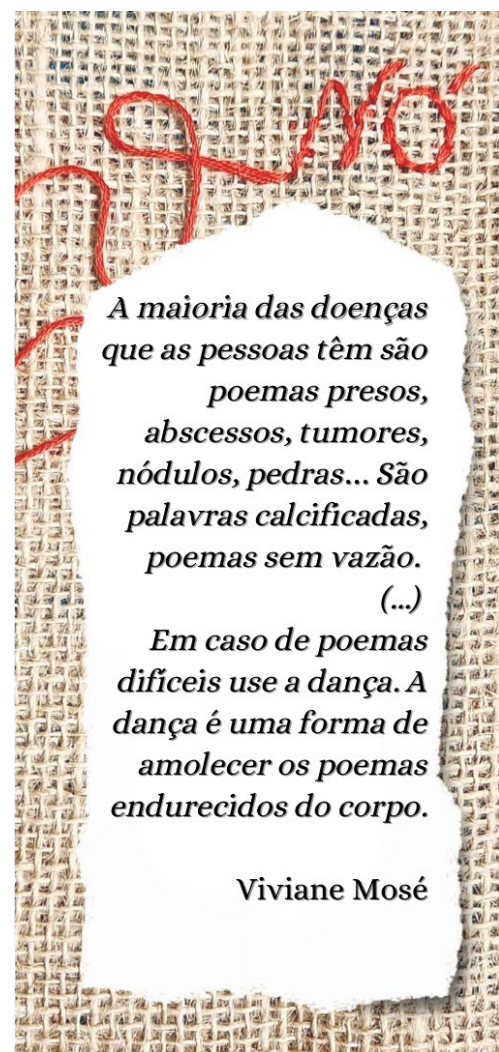 NÓ
A maioria das doenças
que as pessoas têm são
poemas presos,
abscessos, tumores,
nódulos, pedras... São
palavras calcificadas,
poemas sem vazão.
(...)
Em caso de poemas
difíceis use a dança. A
dança é uma forma de
amolecer os poemas
endurecidos do corpo.
Viviane Mosé